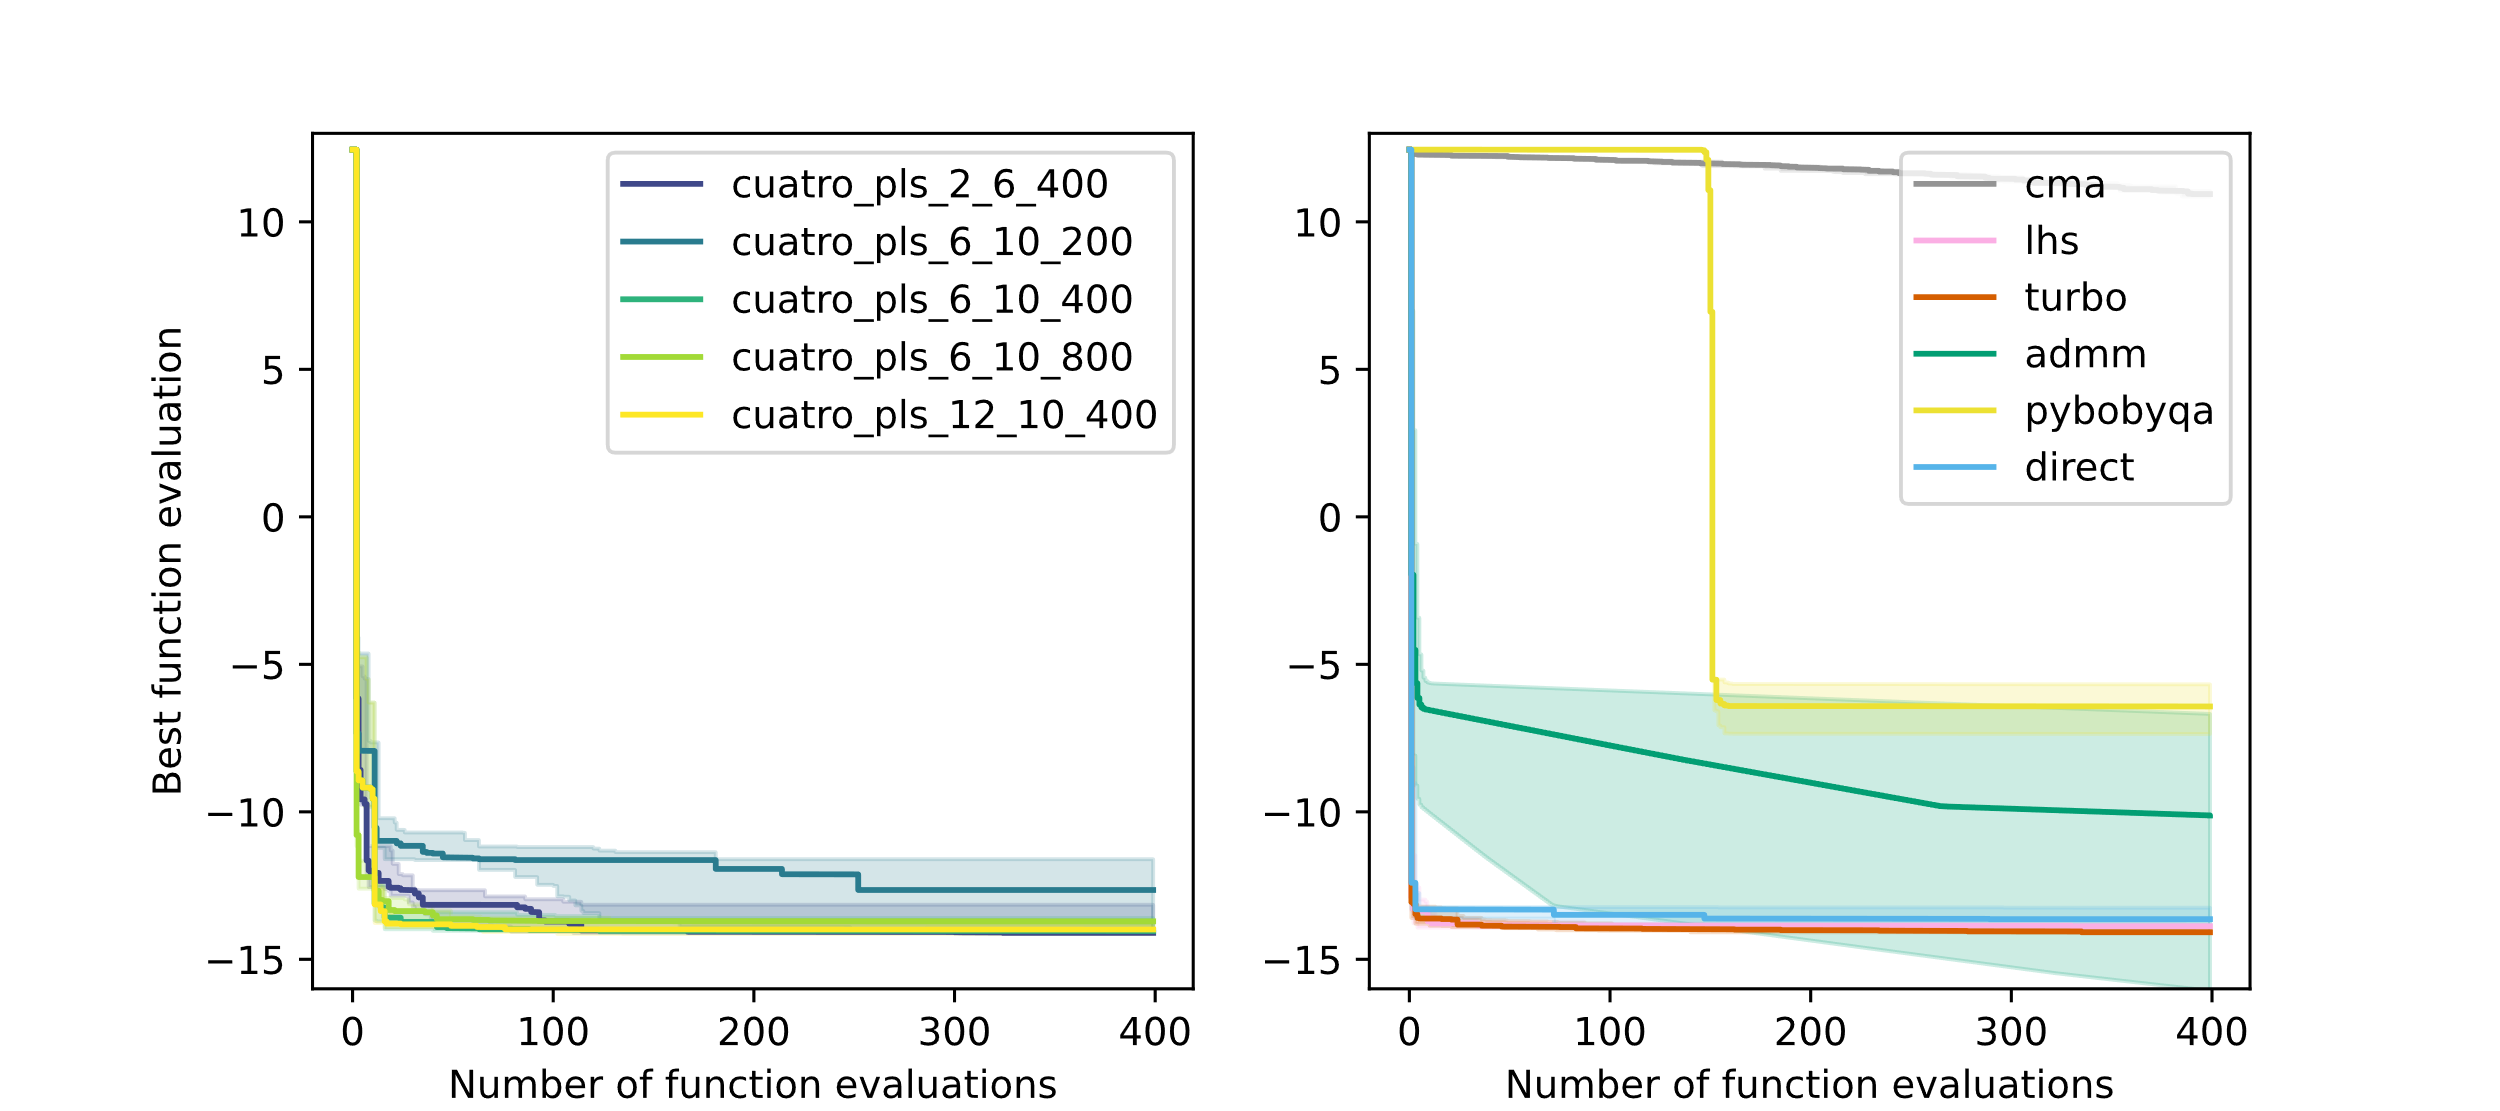 Best function evaluation
10
5
0
−5
−10
−15
0
100
200
300
400
Number of function evaluations
cuatro_pls_2_6_400
cuatro_pls_6_10_200
cuatro_pls_6_10_400
cuatro_pls_6_10_800
cuatro_pls_12_10_400
10
5
0
−5
−10
−15
0
100
200
300
400
Number of function evaluations
cma
lhs
turbo
admm
pybobyqa
direct